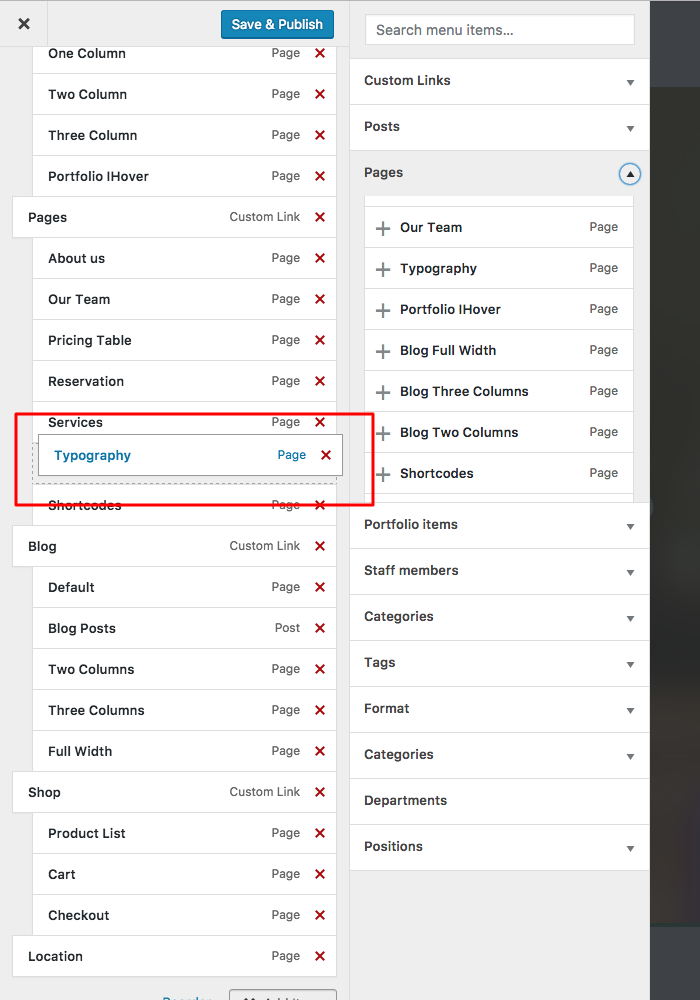 Save & Publish
One Column Page
Two Column Page
Three Column Page
Portfolio IHover Page
Pages Custom Link
About us Page
Our Team Page
Pricing Table Page
Reservation Page
Services Page
Typography Page
Shortcodes Page
Blog Custom Link
Default Page
Blog Posts Post
Two Columns Page
Three Columns Page
Full Width Page
Shop Custom Link
Product List Page
Cart Page
Checkout Page
Location Page
Search menu items...
Custom Links
Posts
Pages
Our Team Page
Typography Page
Portfolio IHover Page
Blog Full Width Page
Blog Three Columns Page
Blog Two Columns Page
Shortcodes Page
Portfolio items
Staff members
Categories
Tags
Format
Categories
Departments
Positions